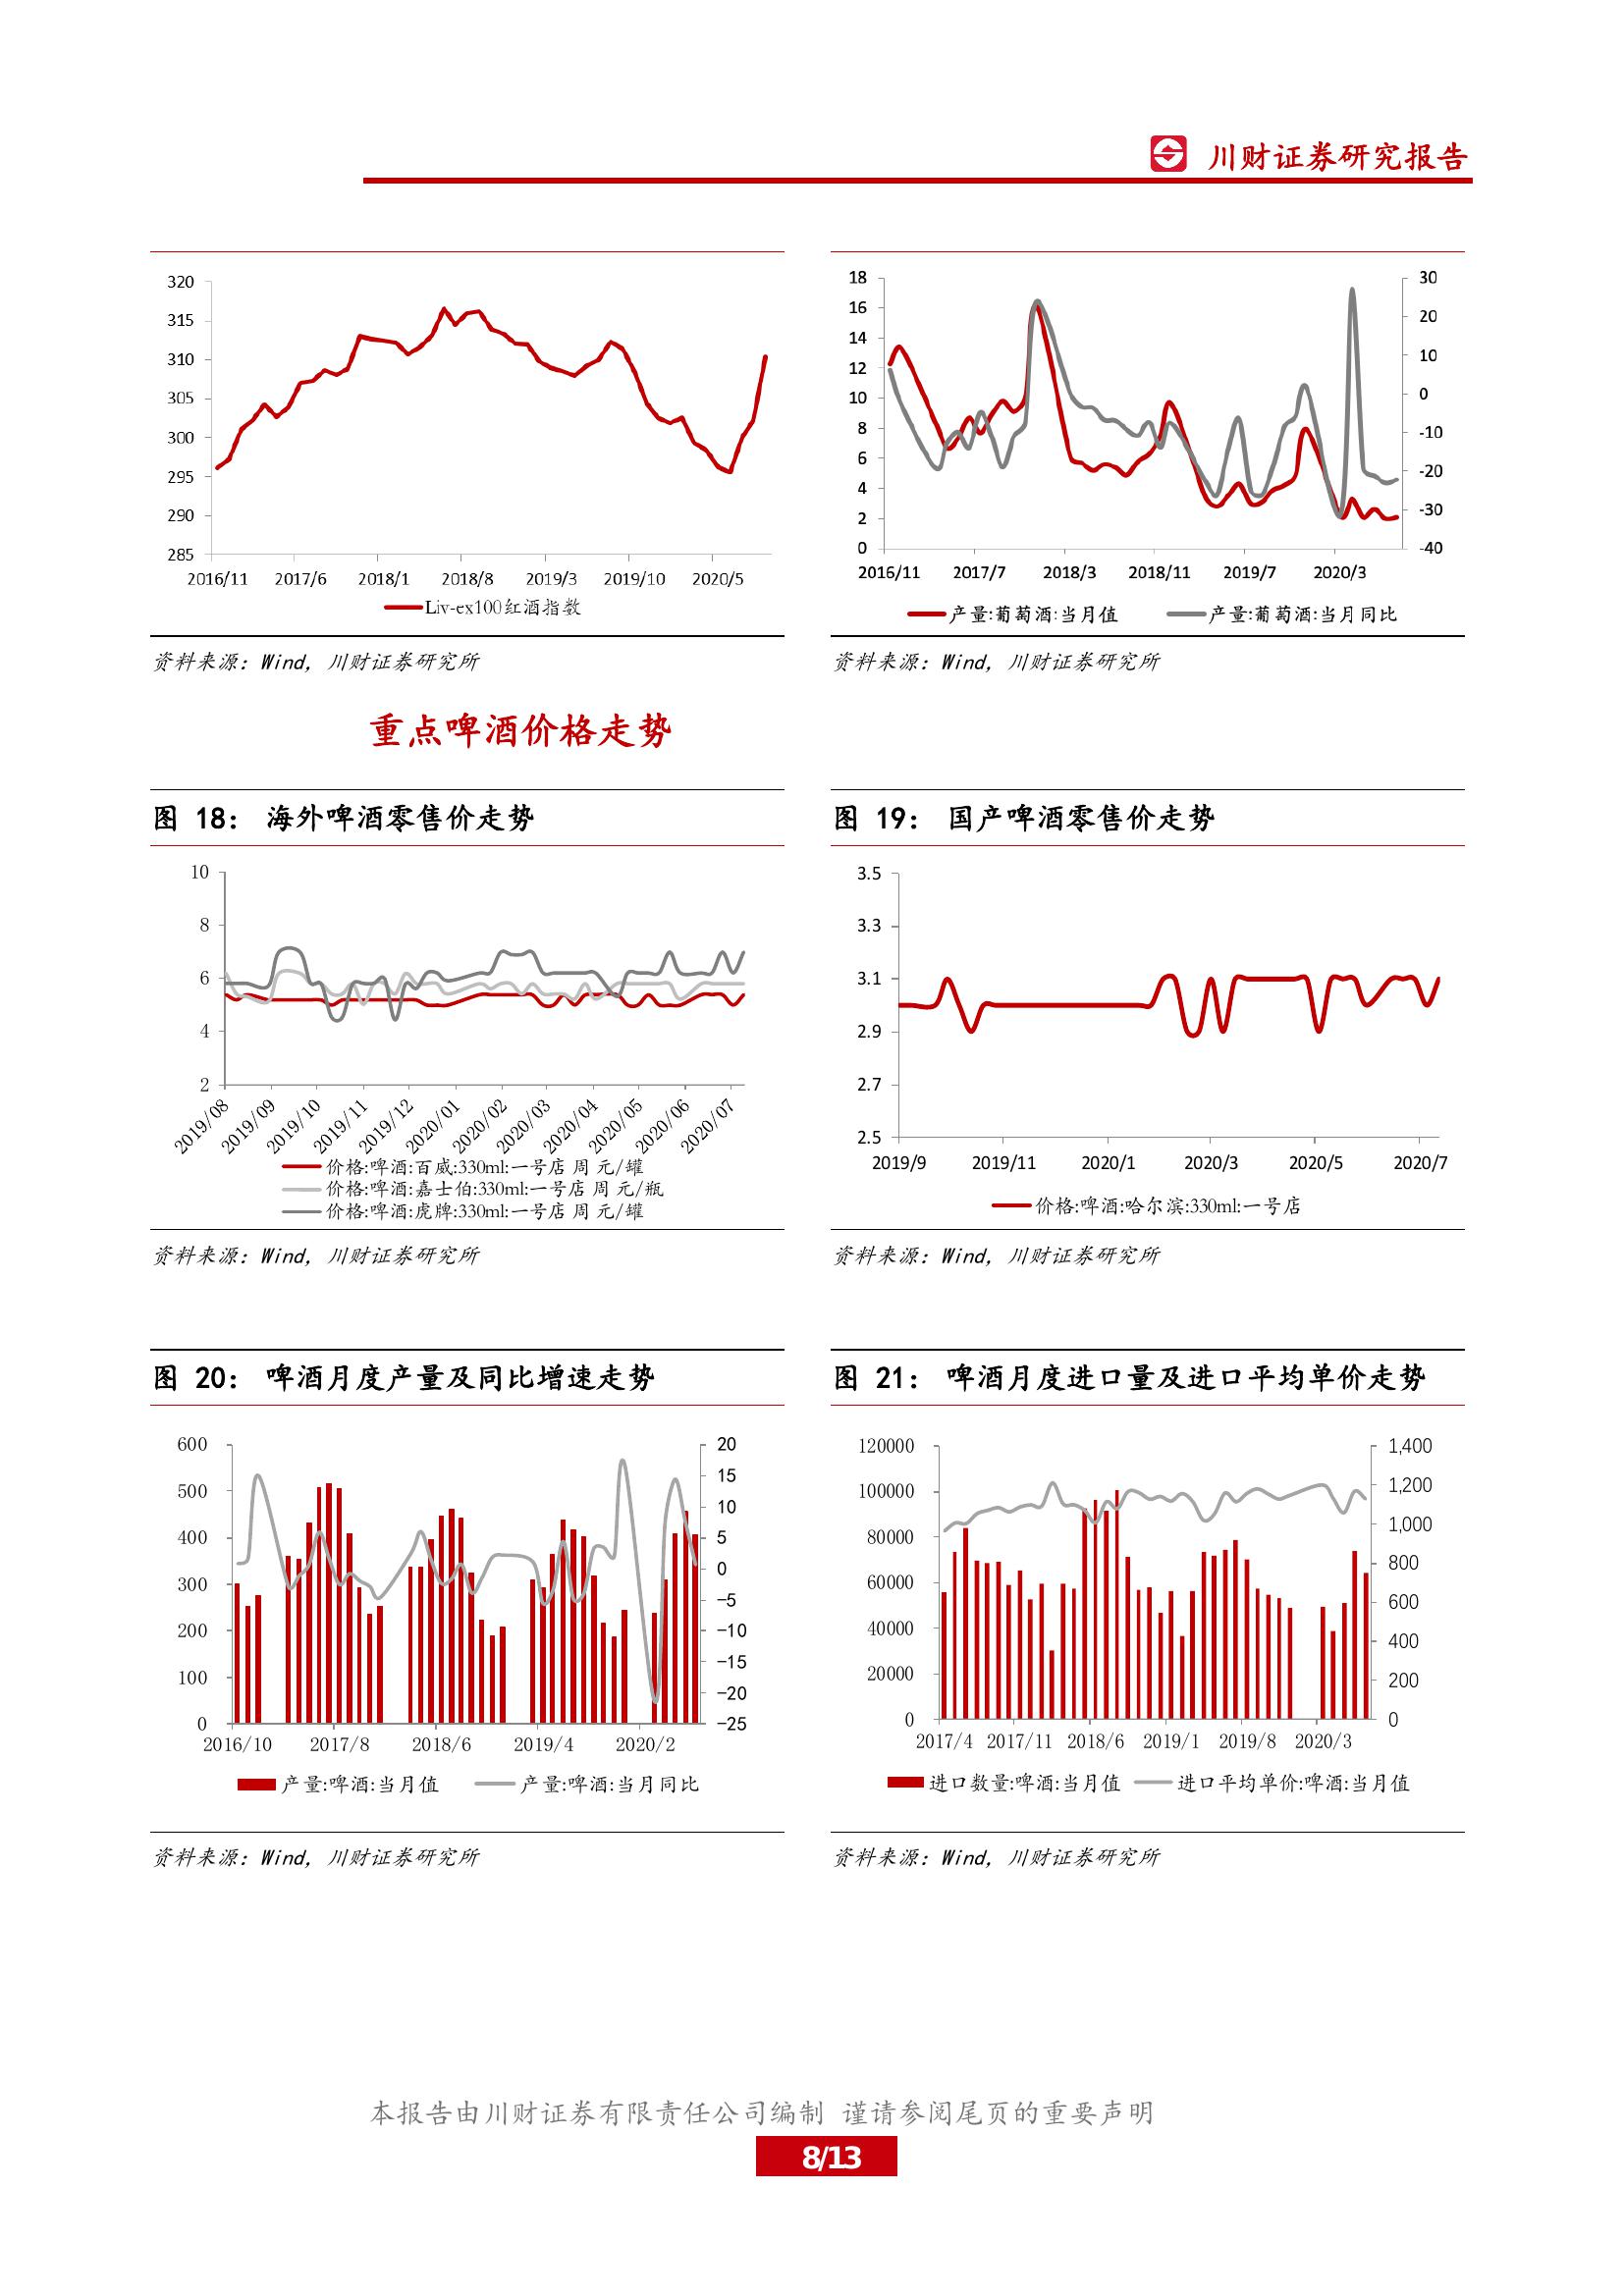 川财证券研究报告
320
315
310
305
300
295
290
285
2016/11 2017/6 2018/1 2018/8 2019/3 2019/10 2020/5
Liv-ex100红酒指数
18
16
14
12
10
8
6
4
2
0
30
20
10
0
-10
-20
-30
-40
2016/11 2017/7 2018/3 2018/11 2019/7 2020/3
产量:葡萄酒:当月值 产量:葡萄酒:当月同比
资料来源：Wind，川财证券研究所
资料来源：Wind，川财证券研究所
重点啤酒价格走势
图 18： 海外啤酒零售价走势
10
8
6
4
2
2019/08 2019/09 2019/10 2019/11 2019/12 2020/01 2020/02 2020/03 2020/04 2020/05 2020/06 2020/07
价格:啤酒:百威:330ml:一号店 周 元/罐
价格:啤酒:嘉士伯:330ml:一号店 周 元/瓶
价格:啤酒:虎牌:330ml:一号店 周 元/罐
资料来源：Wind，川财证券研究所
图 19： 国产啤酒零售价走势
3.5
3.3
3.1
2.9
2.7
2.5
2019/9 2019/11 2020/1 2020/3 2020/5 2020/7
价格:啤酒:哈尔滨:330ml:一号店
资料来源：Wind，川财证券研究所
图 20： 啤酒月度产量及同比增速走势
600
500
400
300
200
100
0
20
15
10
5
0
−5
−10
−15
−20
−25
2016/10 2017/8 2018/6 2019/4 2020/2
产量:啤酒:当月值 产量:啤酒:当月同比
资料来源：Wind，川财证券研究所
图 21： 啤酒月度进口量及进口平均单价走势
120000
100000
80000
60000
40000
20000
0
1,400
1,200
1,000
800
600
400
200
0
2017/4 2017/11 2018/6 2019/1 2019/8 2020/3
进口数量:啤酒:当月值 进口平均单价:啤酒:当月值
资料来源：Wind，川财证券研究所
本报告由川财证券有限责任公司编制 谨请参阅尾页的重要声明
8/13